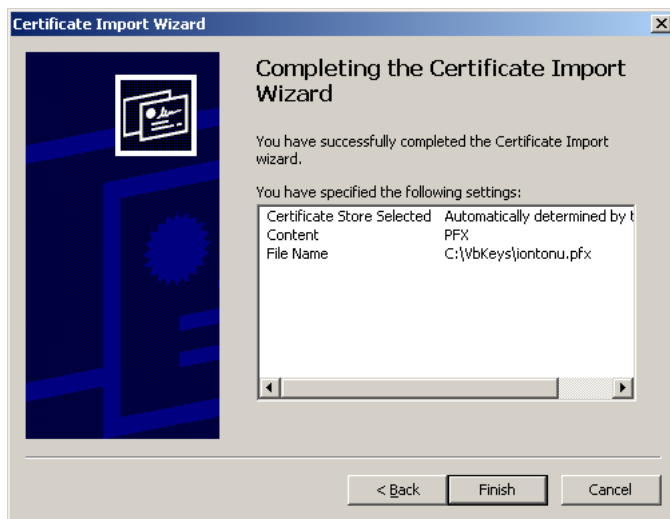 Certificate Import Wizard
Completing the Certificate Import
Wizard
You have successfully completed the Certificate Import
wizard.
You have specified the following settings:
Certificate Store Selected Automatically determined by t
Content PFX
File Name C:\VbKeys\iontonu.pfx
< Back Finish Cancel